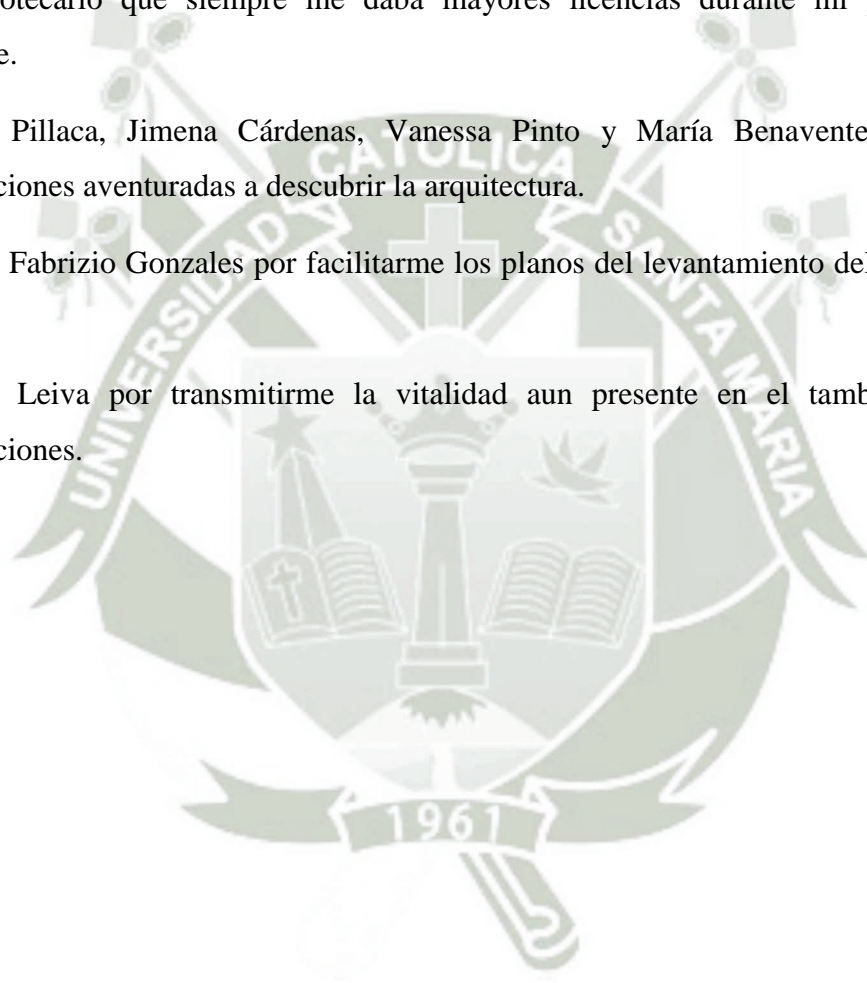 otecario que siempre me daba mayores licencias durante mi
e.
Pillaca, Jimena Cárdenas, Vanessa Pinto y María Benavente
ciones aventuradas a descubrir la arquitectura.
Fabrizio Gonzales por facilitarme los planos del levantamiento del
Leiva por transmitirme la vitalidad aun presente en el tamb
ciones.
UNIVERSIDAD CATOLICA SANTA MARIA
1961